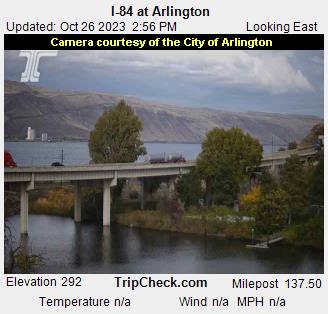 I-84 at Arlington
Updated: Oct 26 2023 2:56 PM Looking East
Camera courtesy of the City of Arlington
Elevation 292 TripCheck.com Milepost 137.50
Temperature n/a Wind n/a MPH n/a